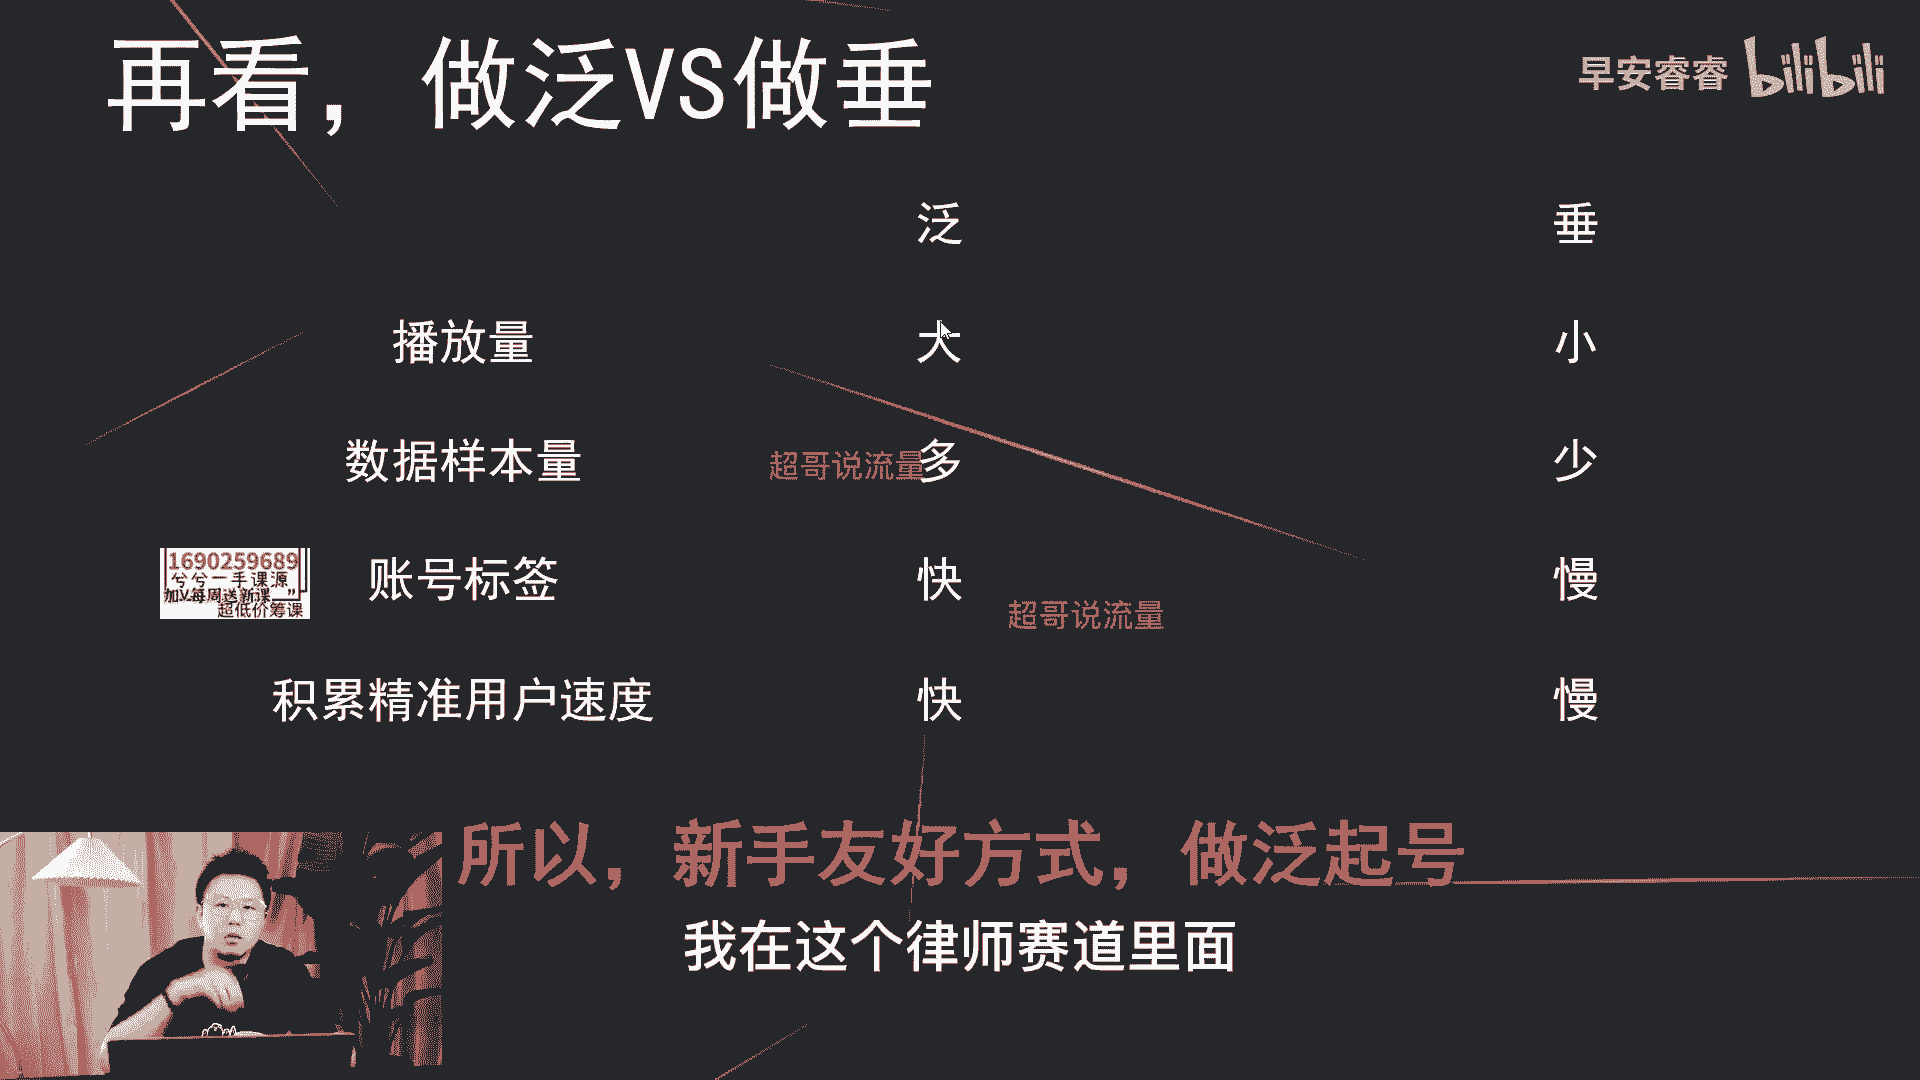 再看，做泛VS做垂
早安睿睿 bilibili
泛 垂
播放量 大 小
数据样本量 多 少
超哥说流量
1690259689
兮兮一手课源
加V每周送新课 ”
超低价筹课
账号标签 快 慢
超哥说流量
积累精准用户速度 快 慢
所以，新手友好方式，做泛起号
我在这个律师赛道里面